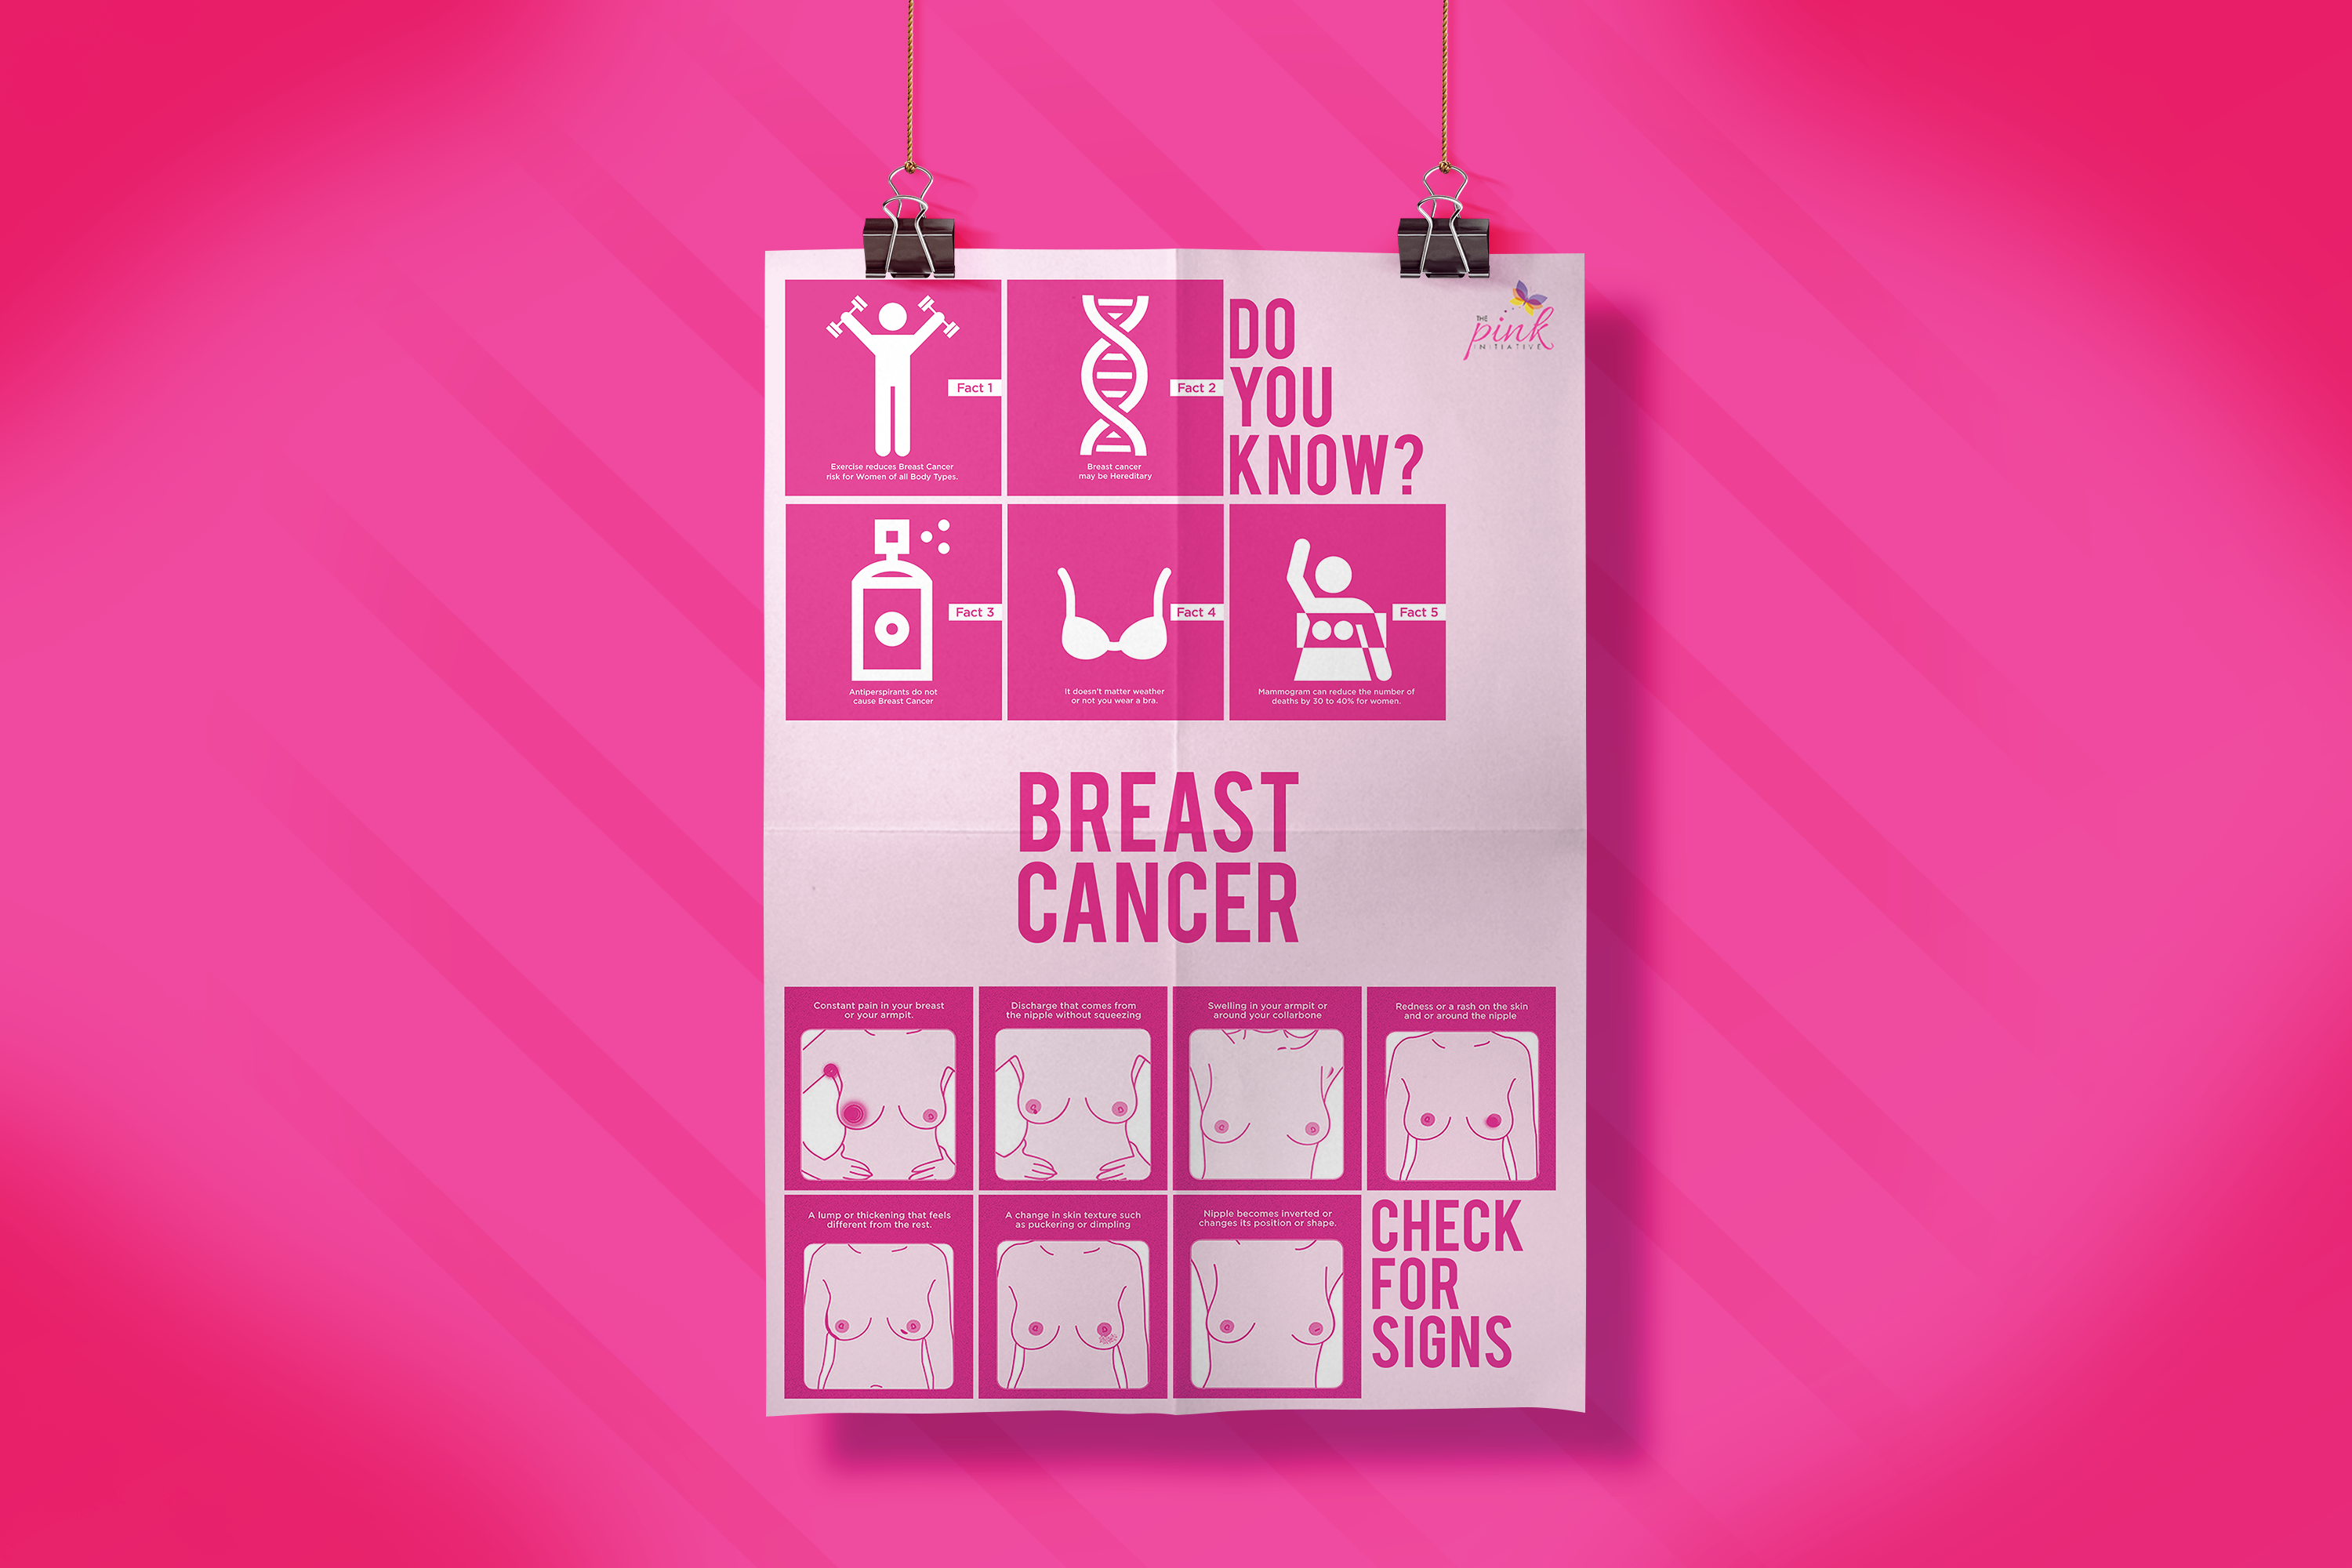 DO
YOU
KNOW?
THE
pink
INITIATIVE
Fact 1
Exercise reduces Breast Cancer
risk for Women of all Body Types.
Fact 2
Breast cancer
may be Hereditary
Fact 3
Antiperspirants do not
cause Breast Cancer
Fact 4
It doesn't matter weather
or not you wear a bra.
Fact 5
Mammogram can reduce the number of
deaths by 30 to 40% for women.
BREAST
CANCER
Constant pain in your breast
or your armpit.
Discharge that comes from
the nipple without squeezing
Swelling in your armpit or
around your collarbone
Redness or a rash on the skin
and or around the nipple
A lump or thickening that feels
different from the rest.
A change in skin texture such
as puckering or dimpling
Nipple becomes inverted or
changes its position or shape.
CHECK
FOR
SIGNS